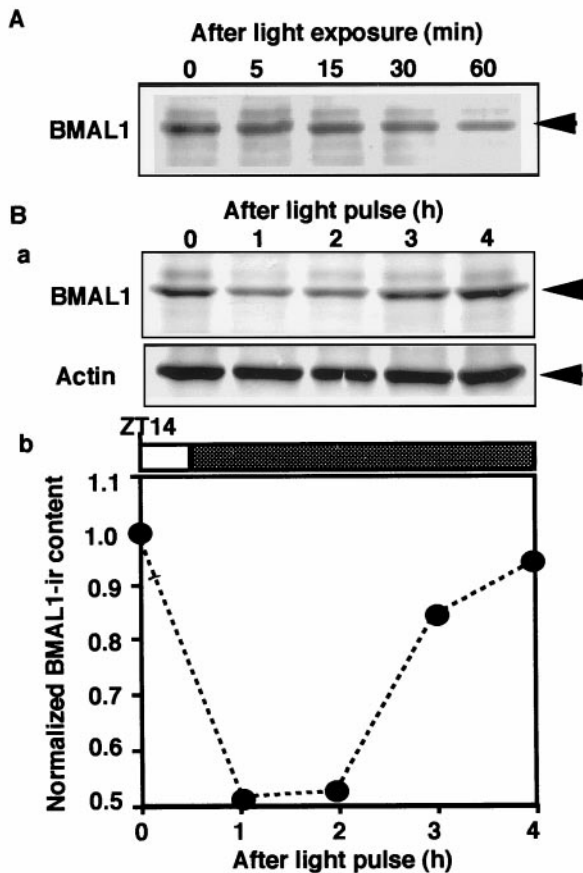 A
After light exposure (min)
0 5 15 30 60
BMAL1
B
After light pulse (h)
0 1 2 3 4
a
BMAL1
Actin
b
ZT14
Normalized BMAL1-ir content
1.1
1.0
0.9
0.8
0.7
0.6
0.5
0 1 2 3 4
After light pulse (h)